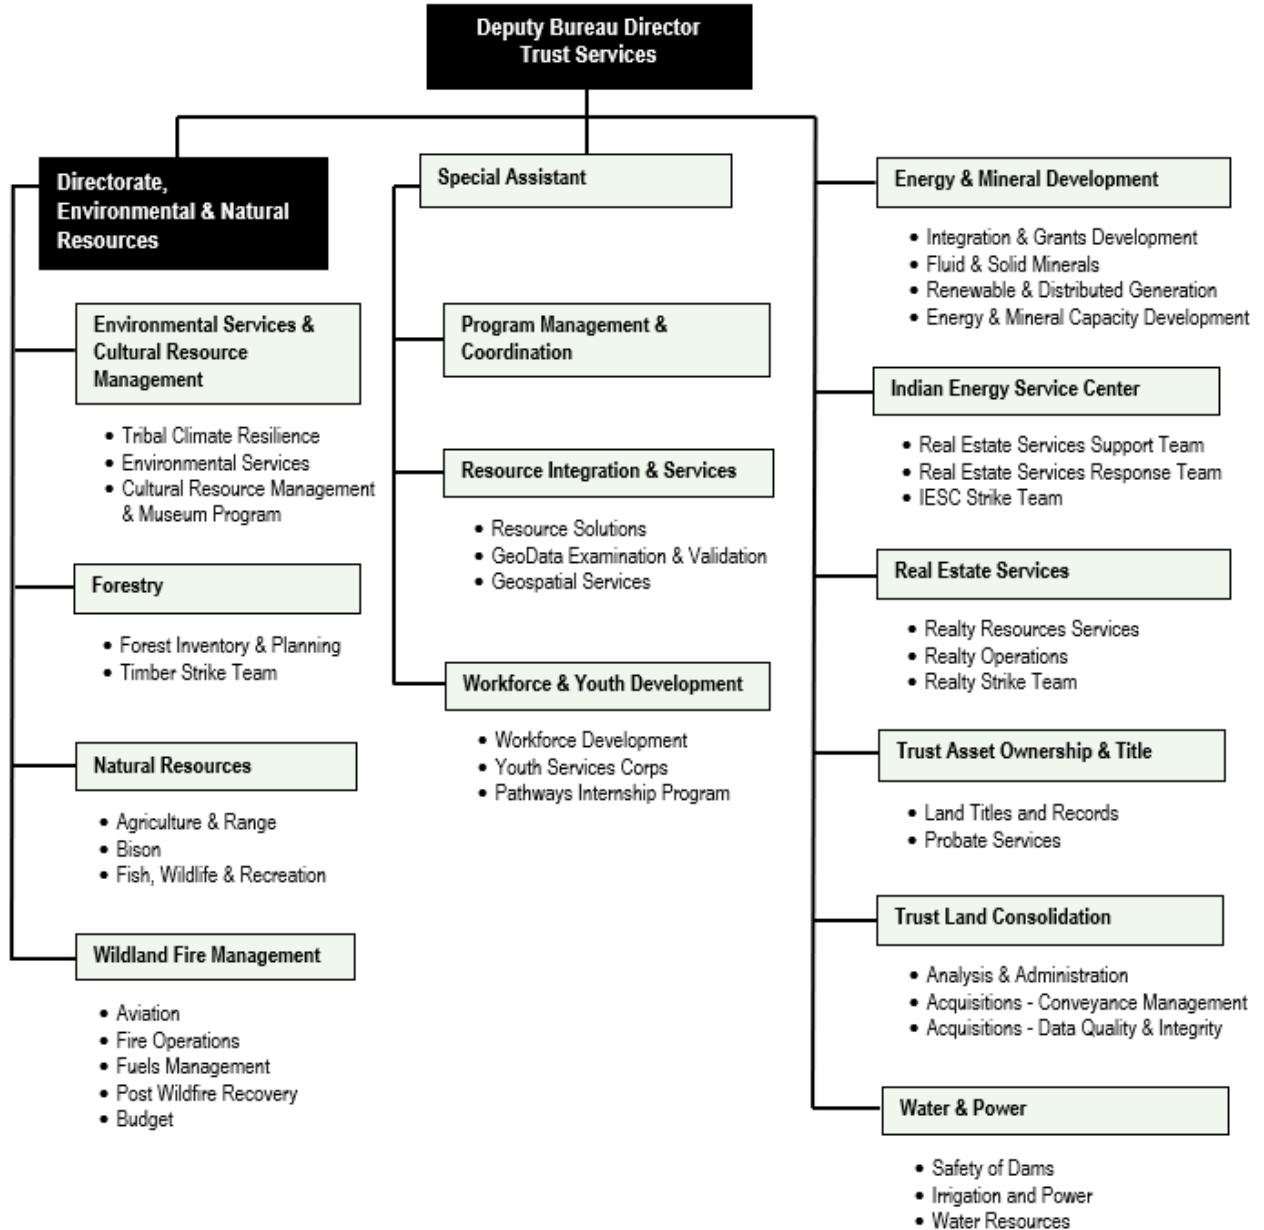 Deputy Bureau Director
Trust Services
Directorate,
Environmental & Natural
Resources
Environmental Services &
Cultural Resource
Management
• Tribal Climate Resilience
• Environmental Services
• Cultural Resource Management
& Museum Program
Forestry
• Forest Inventory & Planning
• Timber Strike Team
Natural Resources
• Agriculture & Range
• Bison
• Fish, Wildlife & Recreation
Wildland Fire Management
• Aviation
• Fire Operations
• Fuels Management
• Post Wildfire Recovery
• Budget
Special Assistant
Program Management &
Coordination
Resource Integration & Services
• Resource Solutions
• GeoData Examination & Validation
• Geospatial Services
Workforce & Youth Development
• Workforce Development
• Youth Services Corps
• Pathways Internship Program
Energy & Mineral Development
• Integration & Grants Development
• Fluid & Solid Minerals
• Renewable & Distributed Generation
• Energy & Mineral Capacity Development
Indian Energy Service Center
• Real Estate Services Support Team
• Real Estate Services Response Team
• IESC Strike Team
Real Estate Services
• Realty Resources Services
• Realty Operations
• Realty Strike Team
Trust Asset Ownership & Title
• Land Titles and Records
• Probate Services
Trust Land Consolidation
• Analysis & Administration
• Acquisitions - Conveyance Management
• Acquisitions - Data Quality & Integrity
Water & Power
• Safety of Dams
• Irrigation and Power
• Water Resources